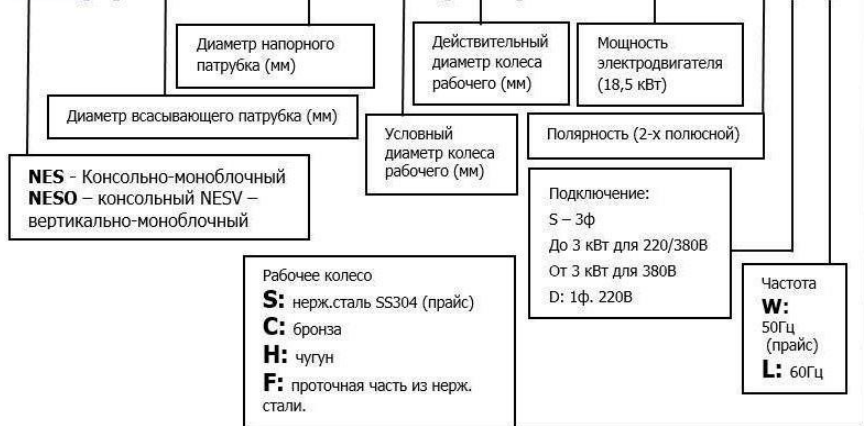 Диаметр напорного
патрубка (мм)
Действительный
диаметр колеса
рабочего (мм)
Мощность
электродвигателя
(18,5 кВт)
Диаметр всасывающего патрубка (мм)
Условный
диаметр колеса
рабочего (мм)
Полярность (2-х полюсной)
NES - Консольно-моноблочный
NESO – консольный NESV –
вертикально-моноблочный
Подключение:
S – 3ф
До 3 кВт для 220/380В
От 3 кВт для 380В
D: 1ф. 220В
Рабочее колесо
S: нерж.сталь SS304 (прайс)
C: бронза
H: чугун
F: проточная часть из нерж.
стали.
Частота
W:
50Гц
(прайс)
L: 60Гц